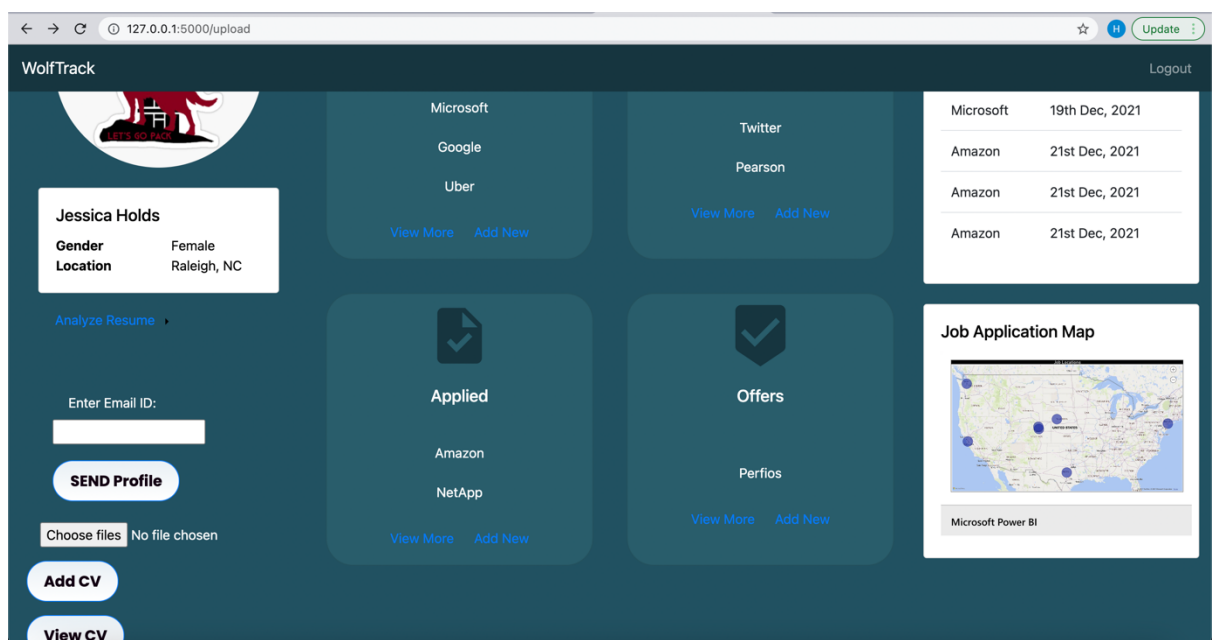 127.0.0.1:5000/upload
H
Update
WolfTrack
Logout
LET'S GO PACK
Jessica Holds
Gender Female
Location Raleigh, NC
Analyze Resume
Enter Email ID:
SEND Profile
Choose files No file chosen
Add CV
View CV
Microsoft
Google
Uber
View More Add New
Twitter
Pearson
View More Add New
Applied
Amazon
NetApp
View More Add New
Offers
Perfios
View More Add New
Microsoft 19th Dec, 2021
Amazon 21st Dec, 2021
Amazon 21st Dec, 2021
Amazon 21st Dec, 2021
Job Application Map
Job Locations
UNITED STATES
Microsoft Power BI